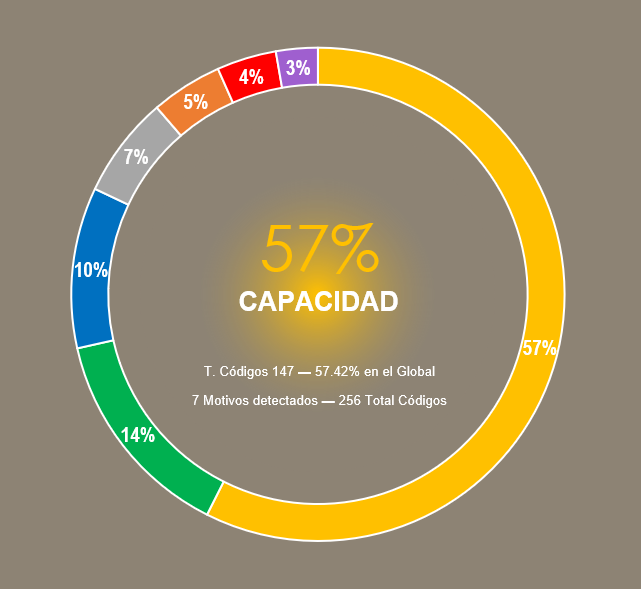 3%
4%
5%
7%
10%
14%
57%
57%
CAPACIDAD
T. Códigos 147 — 57.42% en el Global
7 Motivos detectados — 256 Total Códigos